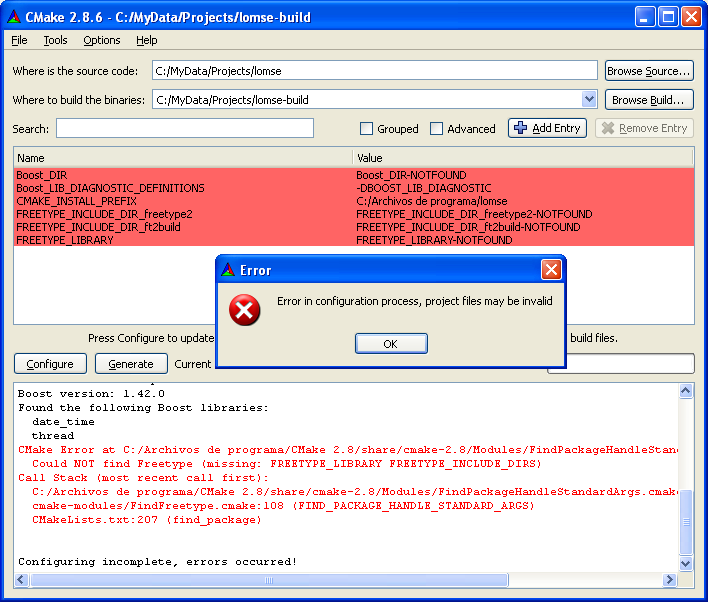 CMake 2.8.6 - C:/MyData/Projects/lomse-build
File Tools Options Help
Where is the source code: C:/MyData/Projects/lomse Browse Source...
Where to build the binaries: C:/MyData/Projects/lomse-build Browse Build...
Search: Grouped Advanced Add Entry Remove Entry
Name Value
Boost_DIR Boost_DIR-NOTFOUND
Boost_LIB_DIAGNOSTIC_DEFINITIONS -DBOOST_LIB_DIAGNOSTIC
CMAKE_INSTALL_PREFIX C:/Archivos de programa/lomse
FREETYPE_INCLUDE_DIR_freetype2 FREETYPE_INCLUDE_DIR_freetype2-NOTFOUND
FREETYPE_INCLUDE_DIR_ft2build FREETYPE_INCLUDE_DIR_ft2build-NOTFOUND
FREETYPE_LIBRARY FREETYPE_LIBRARY-NOTFOUND
Error
Error in configuration process, project files may be invalid
OK
Press Configure to update build files.
Configure Generate Current
Boost version: 1.42.0
Found the following Boost libraries:
date_time
thread
CMake Error at C:/Archivos de programa/CMake 2.8/share/cmake-2.8/Modules/FindPackageHandleStan
Could NOT find Freetype (missing: FREETYPE_LIBRARY FREETYPE_INCLUDE_DIRS)
Call Stack (most recent call first):
C:/Archivos de programa/CMake 2.8/share/cmake-2.8/Modules/FindPackageHandleStandardArgs.cmake
cmake-modules/FindFreetype.cmake:108 (FIND_PACKAGE_HANDLE_STANDARD_ARGS)
CMakeLists.txt:207 (find_package)
Configuring incomplete, errors occurred!